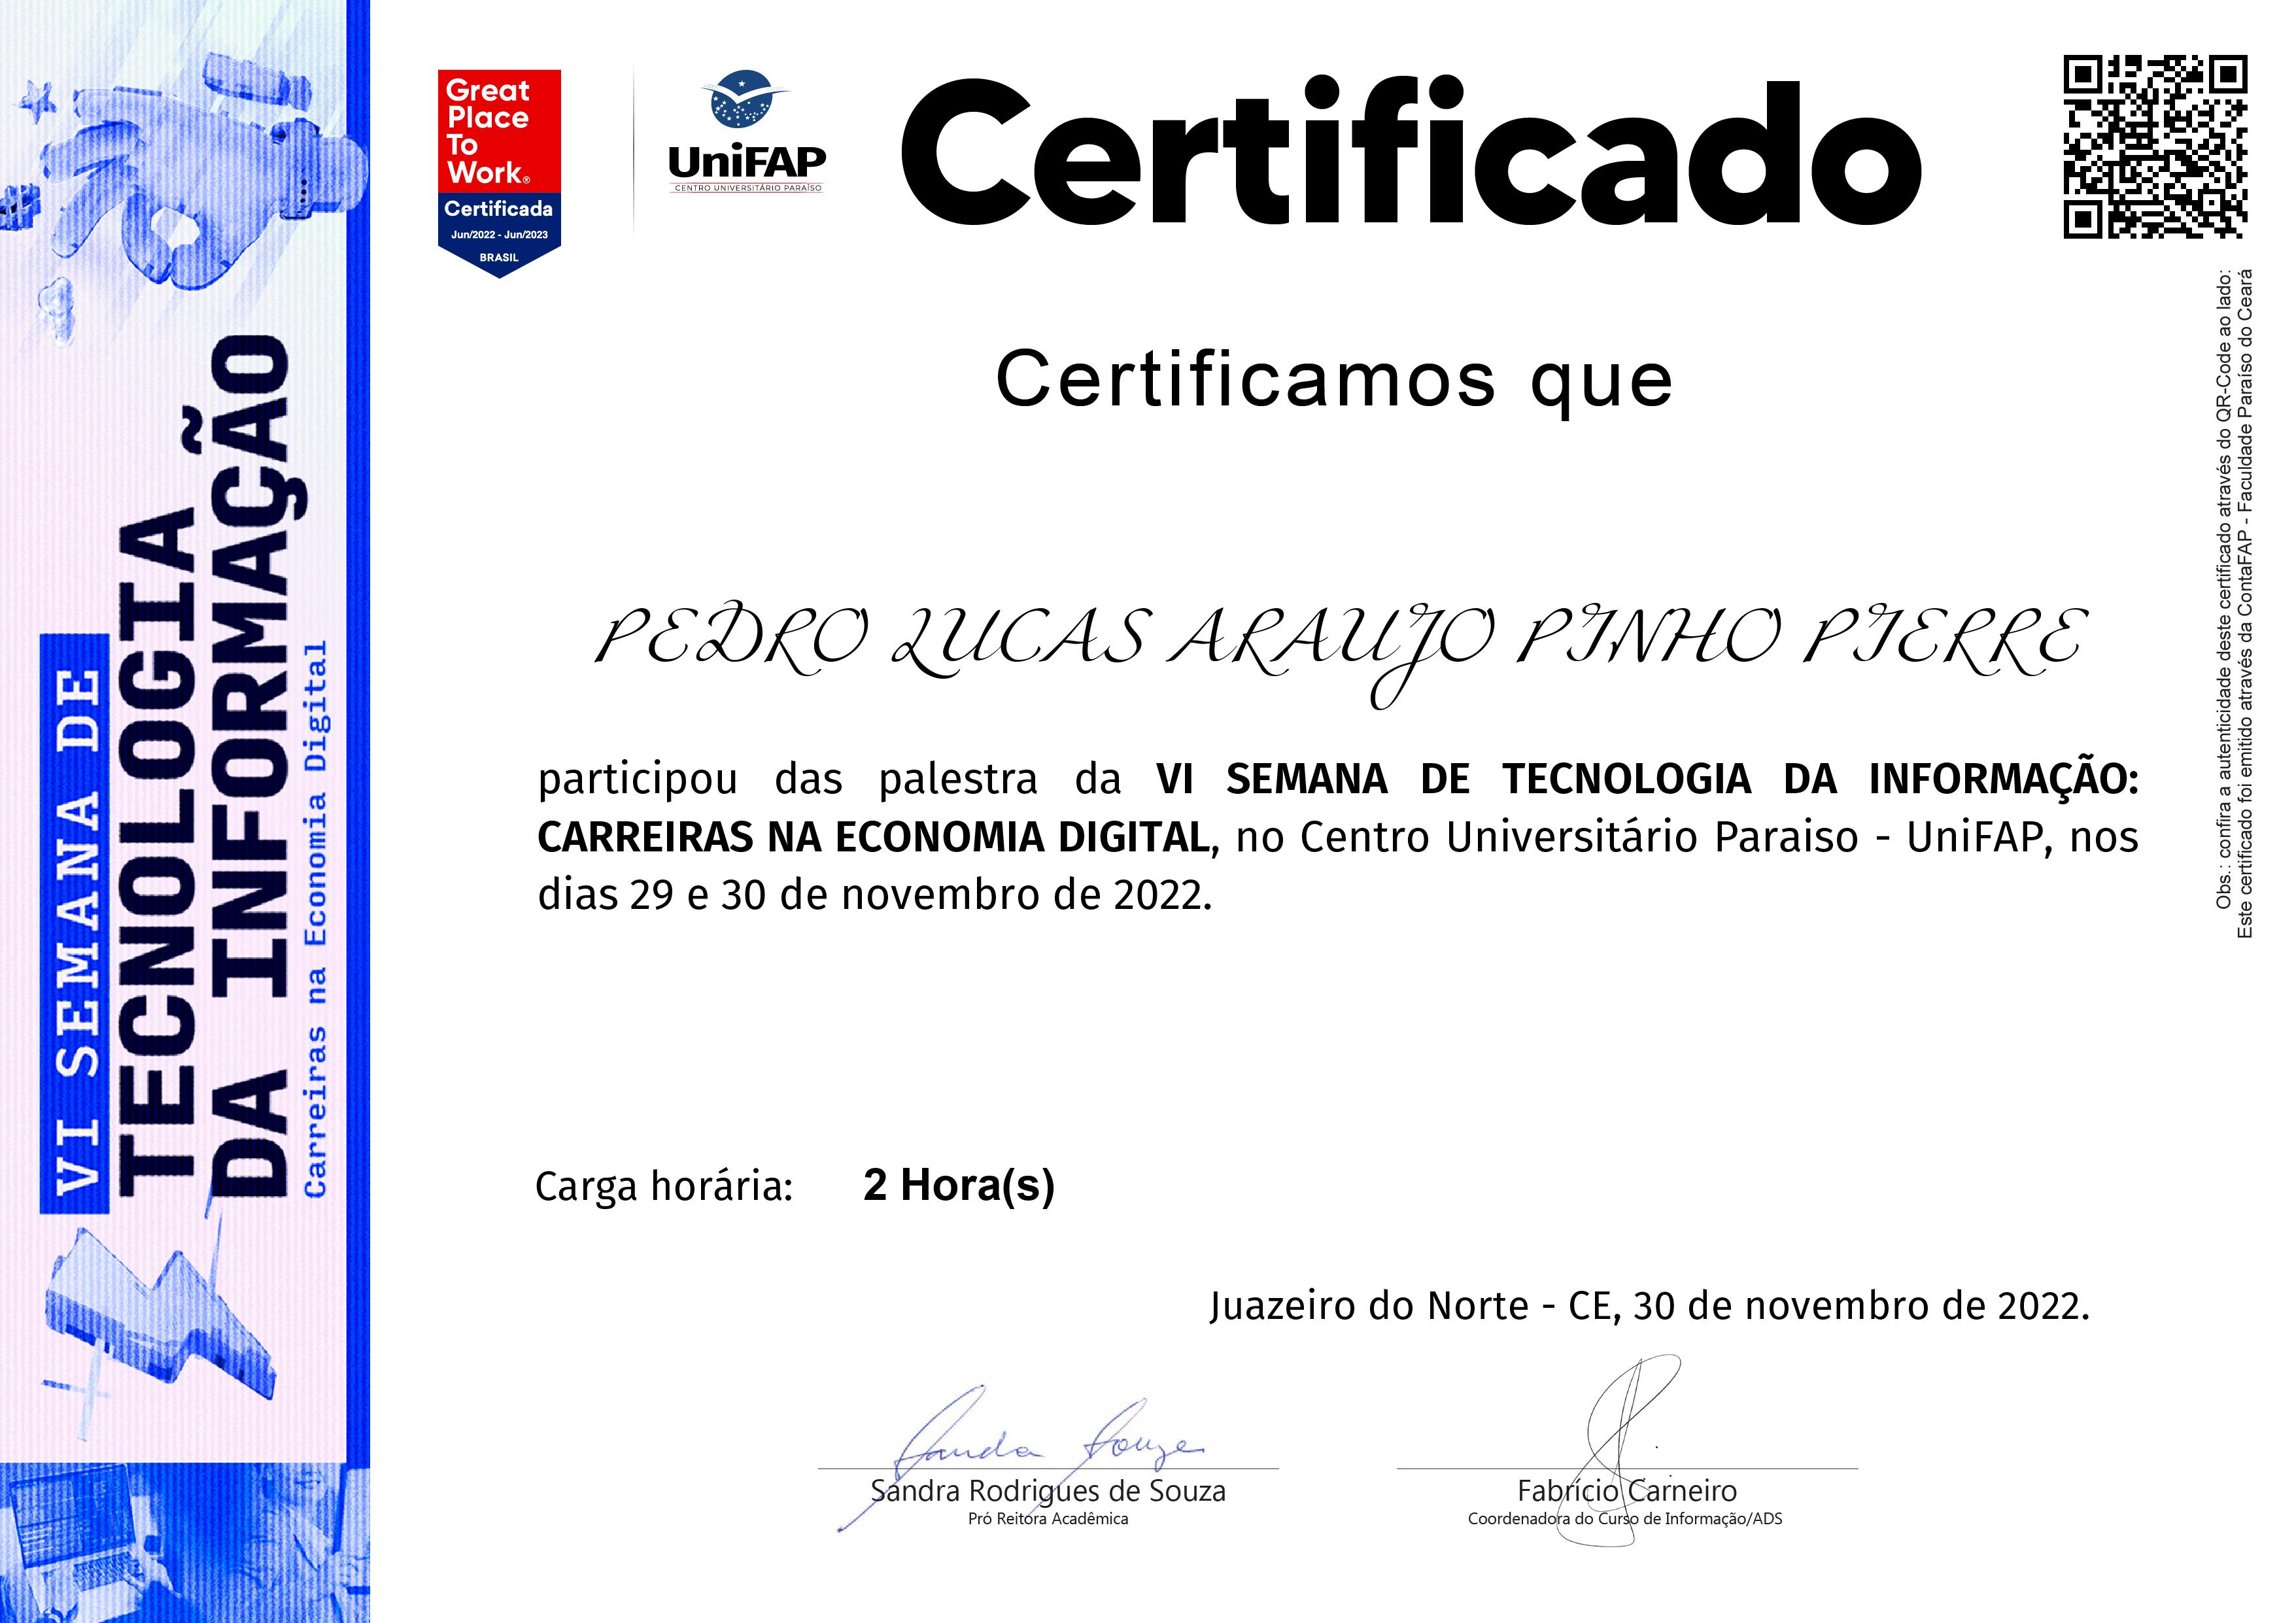 VI SEMANA DE
TECNOLOGIA
DA INFORMAÇÃO
Carreiras na Economia Digital
Great
Place
To
Work®
Certificada
Jun/2022 - Jun/2023
BRASIL
UniFAP
CENTRO UNIVERSITÁRIO PARAÍSO
Certificado
Certificamos que
PEDRO LUCAS ARAUJO PINHO PIERRE
participou das palestra da VI SEMANA DE TECNOLOGIA DA INFORMAÇÃO:
CARREIRAS NA ECONOMIA DIGITAL, no Centro Universitário Paraiso - UniFAP, nos
dias 29 e 30 de novembro de 2022.
Carga horária: 2 Hora(s)
Juazeiro do Norte - CE, 30 de novembro de 2022.
Sandra Souza
Sandra Rodrigues de Souza
Pró Reitora Acadêmica
Fabrício Carneiro
Coordenadora do Curso de Informação/ADS
Obs.: confira a autenticidade deste certificado através do QR-Code ao lado:
Este certificado foi emitido através da ContaFAP - Faculdade Paraíso do Ceará